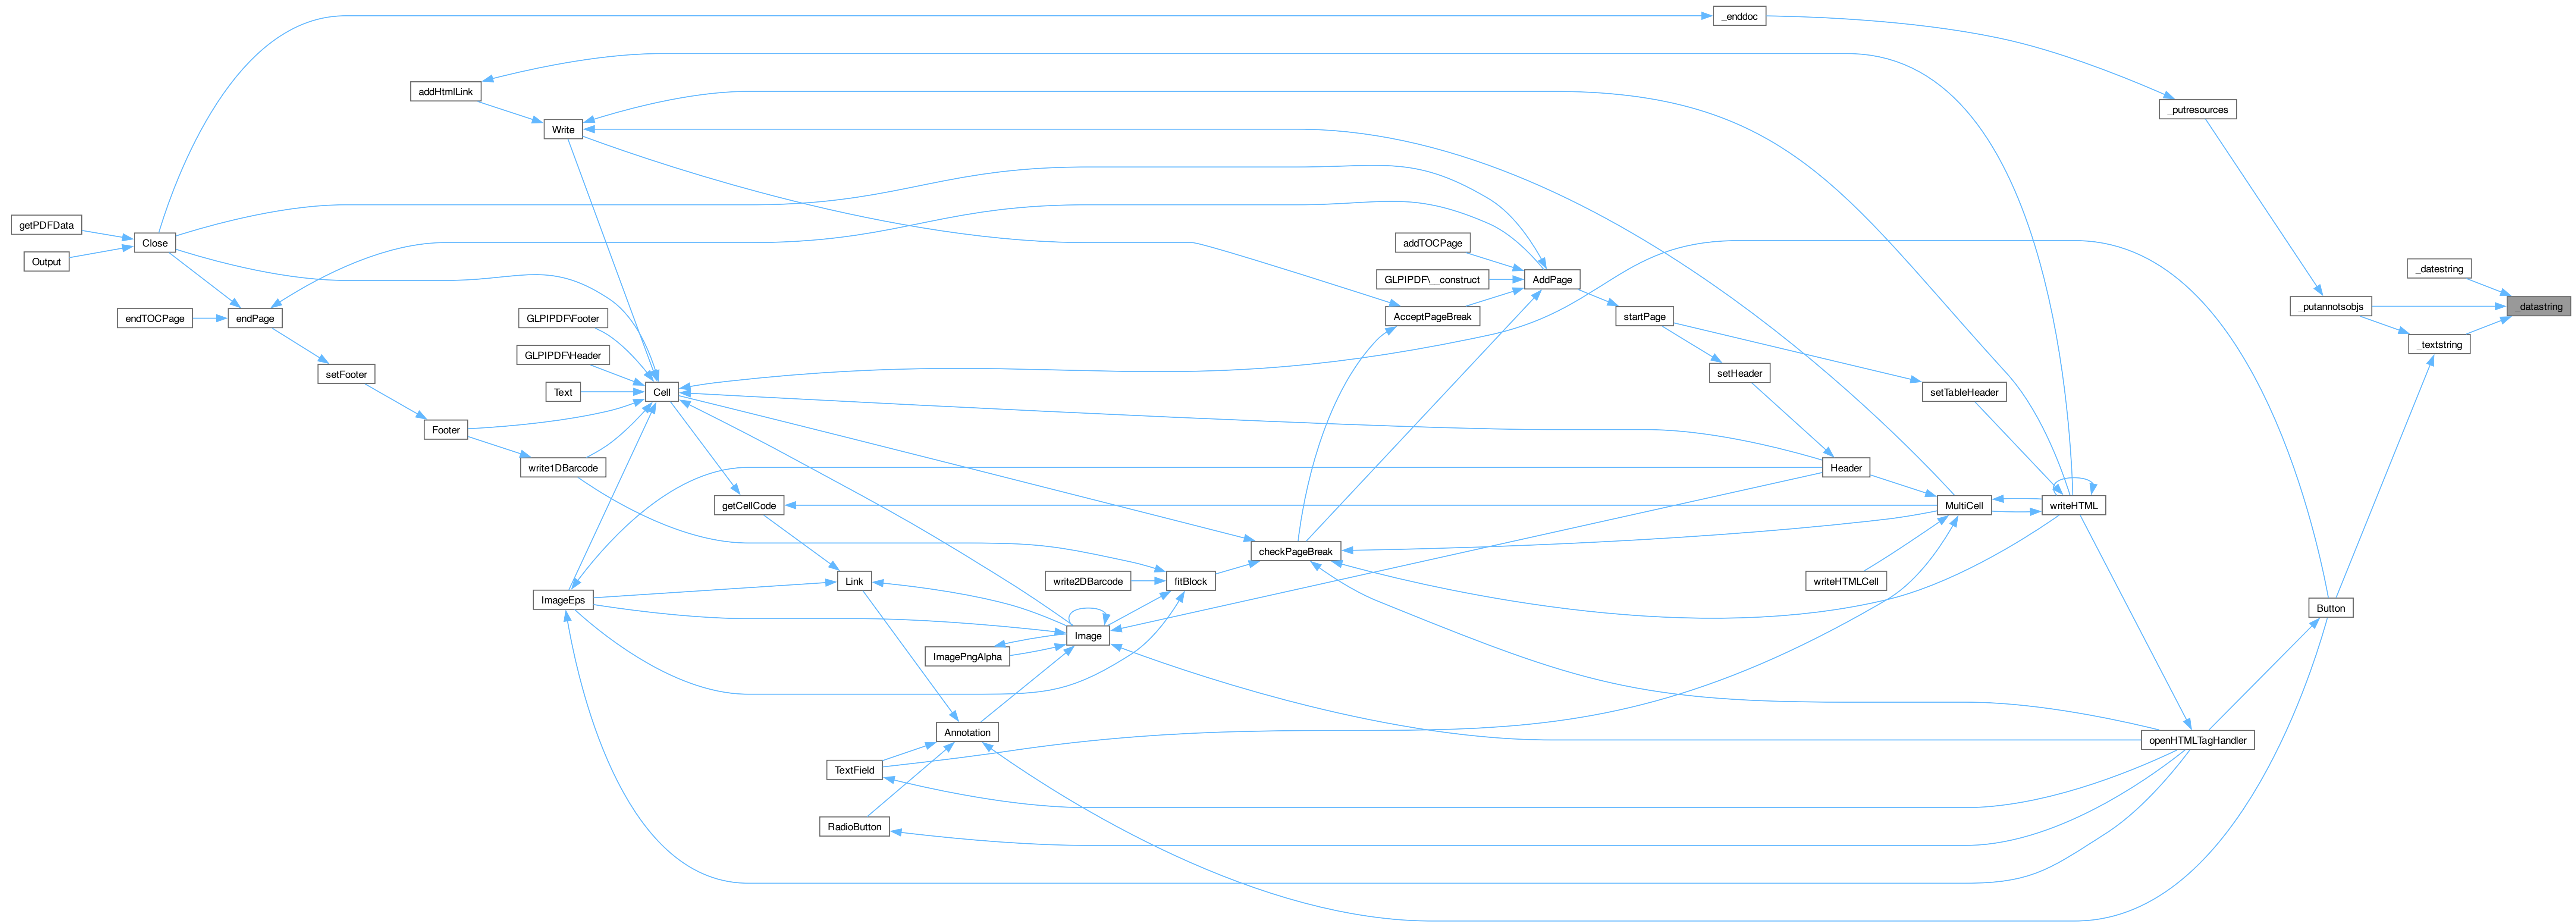 _enddoc
addHtmlLink
_putresources
Write
getPDFData
Close
addTOCPage
Output
_datestring
GLPIPDF\__construct
AddPage
_putannotsobjs
_datastring
endTOCPage
endPage
GLPIPDF\Footer
AcceptPageBreak
startPage
_textstring
GLPIPDF\Header
setFooter
setHeader
Text
Cell
setTableHeader
Footer
write1DBarcode
Header
getCellCode
MultiCell
writeHTML
checkPageBreak
Link
write2DBarcode
fitBlock
writeHTMLCell
ImageEps
Button
Image
ImagePngAlpha
Annotation
openHTMLTagHandler
TextField
RadioButton